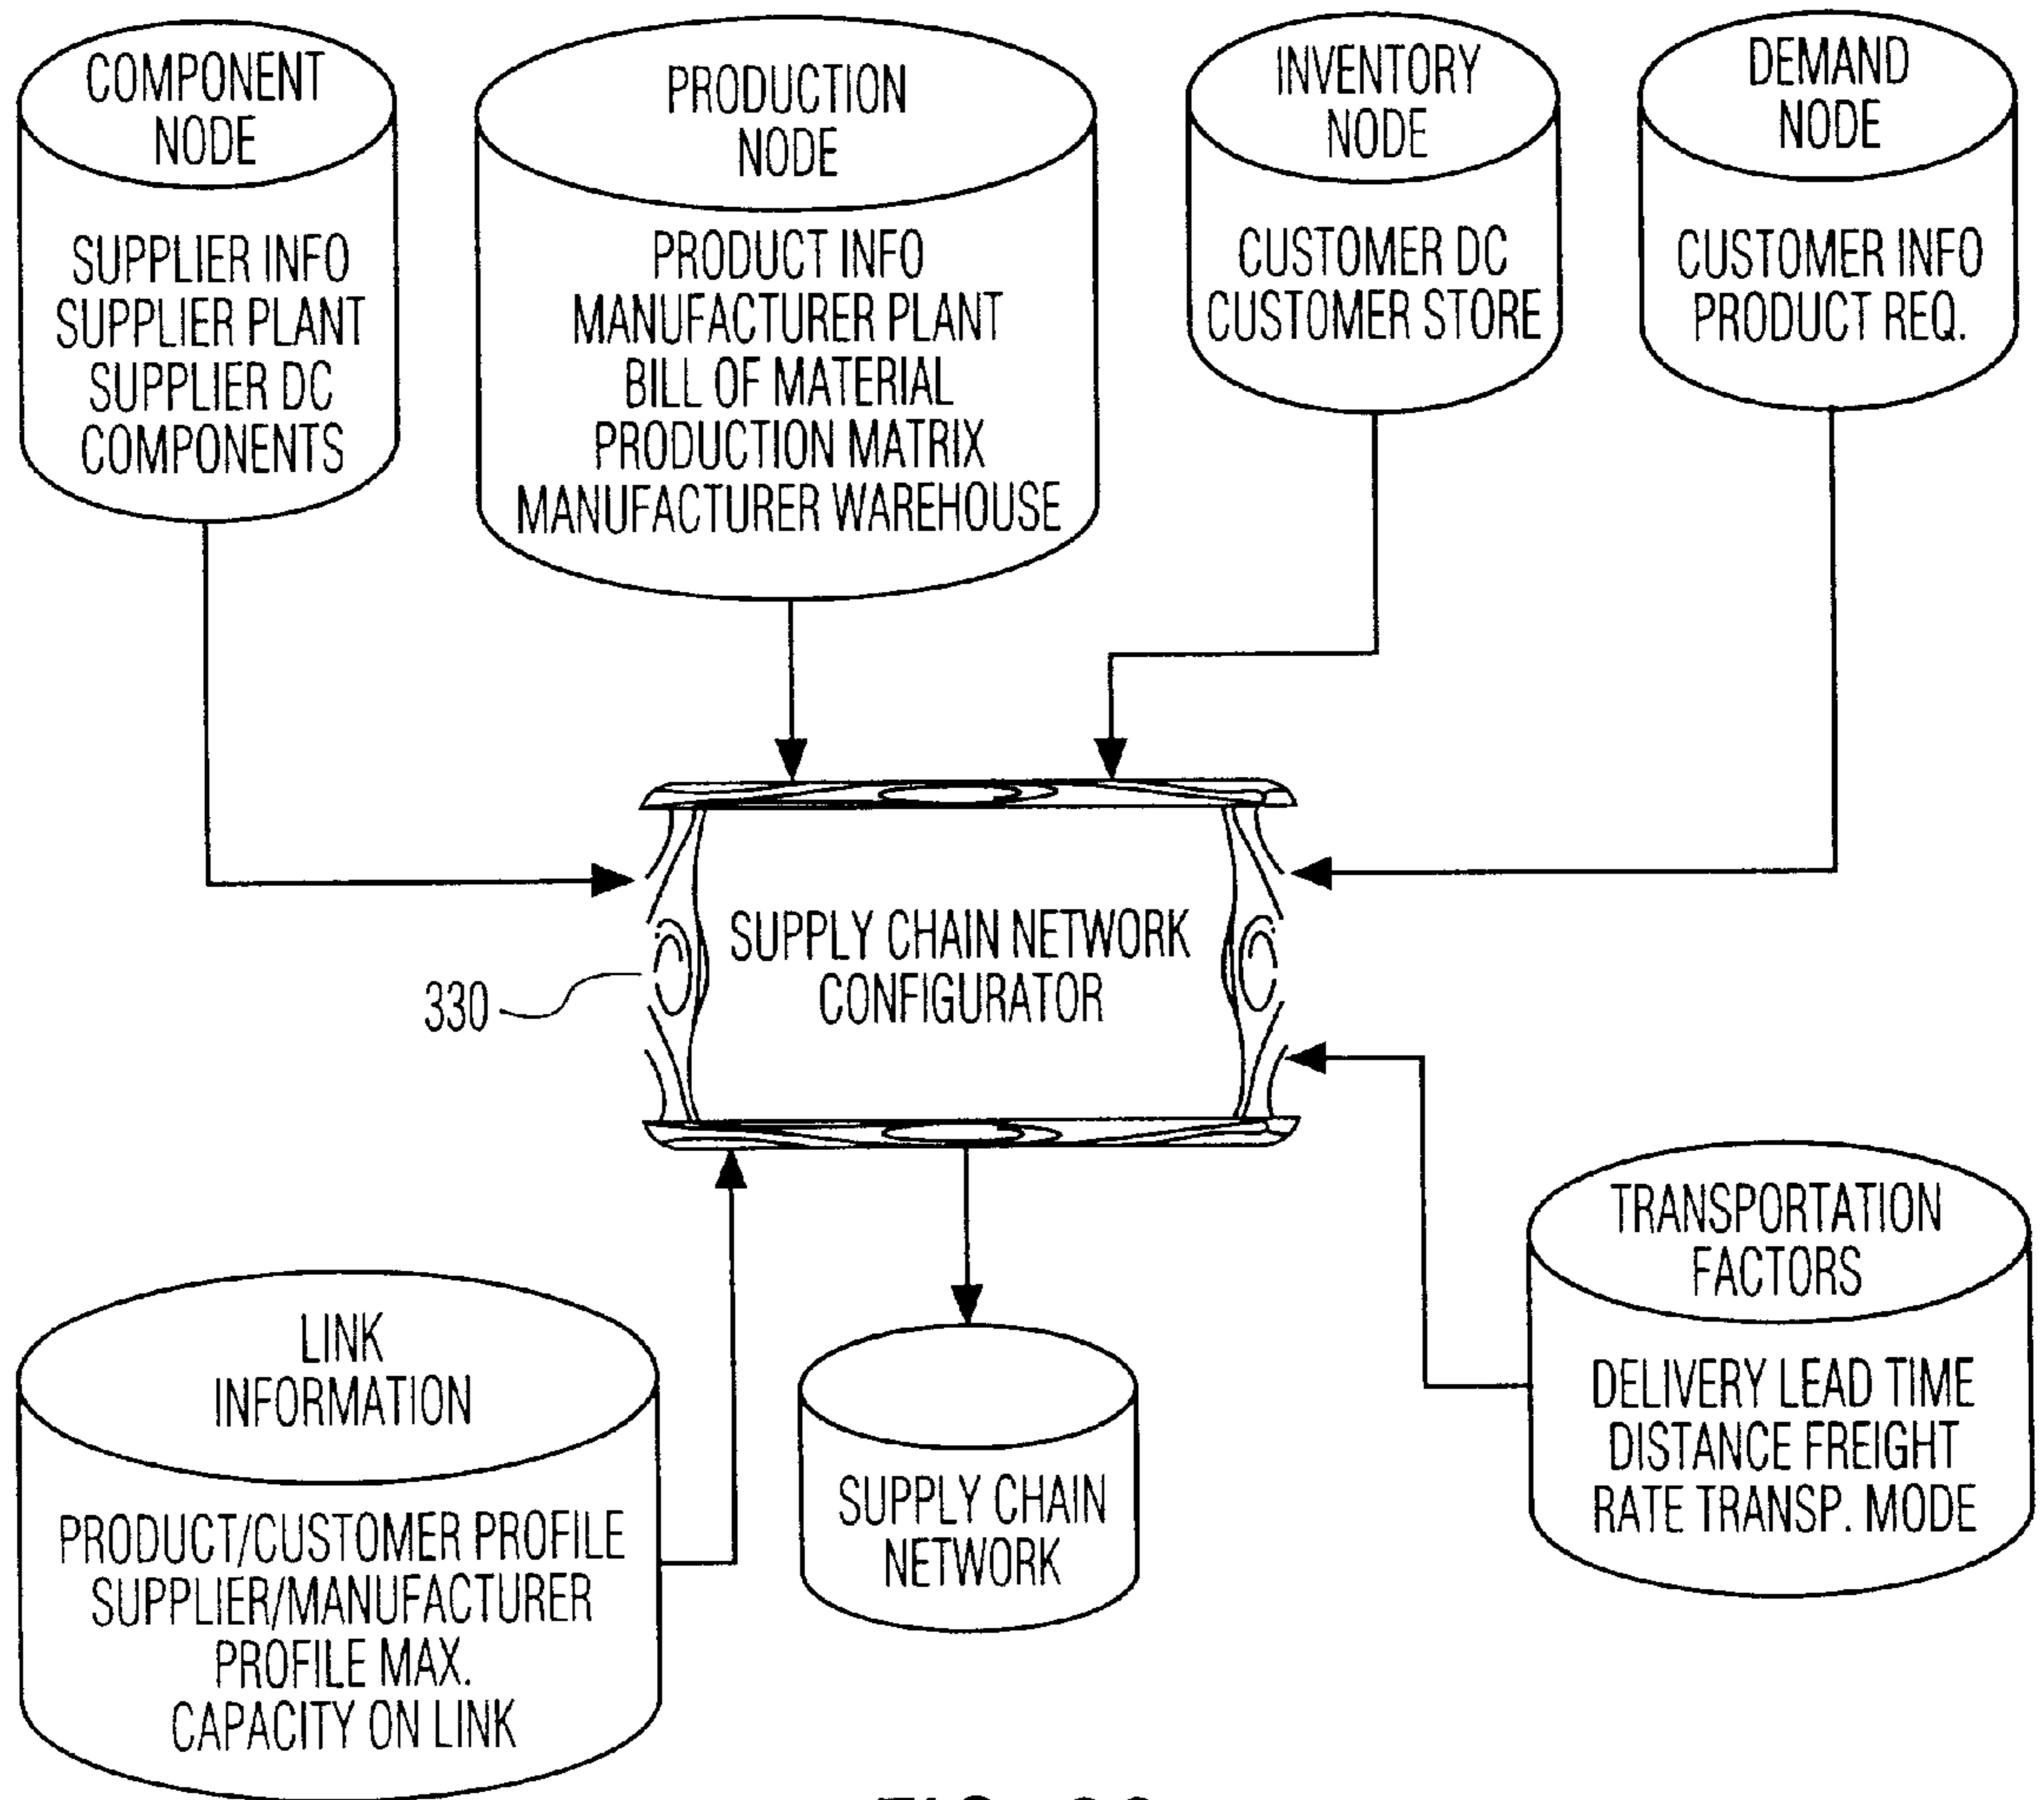 COMPONENT
NODE
SUPPLIER INFO
SUPPLIER PLANT
SUPPLIER DC
COMPONENTS
PRODUCTION
NODE
PRODUCT INFO
MANUFACTURER PLANT
BILL OF MATERIAL
PRODUCTION MATRIX
MANUFACTURER WAREHOUSE
INVENTORY
NODE
CUSTOMER DC
CUSTOMER STORE
DEMAND
NODE
CUSTOMER INFO
PRODUCT REQ.
SUPPLY CHAIN NETWORK
CONFIGURATOR
330
LINK
INFORMATION
PRODUCT/CUSTOMER PROFILE
SUPPLIER/MANUFACTURER
PROFILE MAX.
CAPACITY ON LINK
SUPPLY CHAIN
NETWORK
TRANSPORTATION
FACTORS
DELIVERY LEAD TIME
DISTANCE FREIGHT
RATE TRANSP. MODE